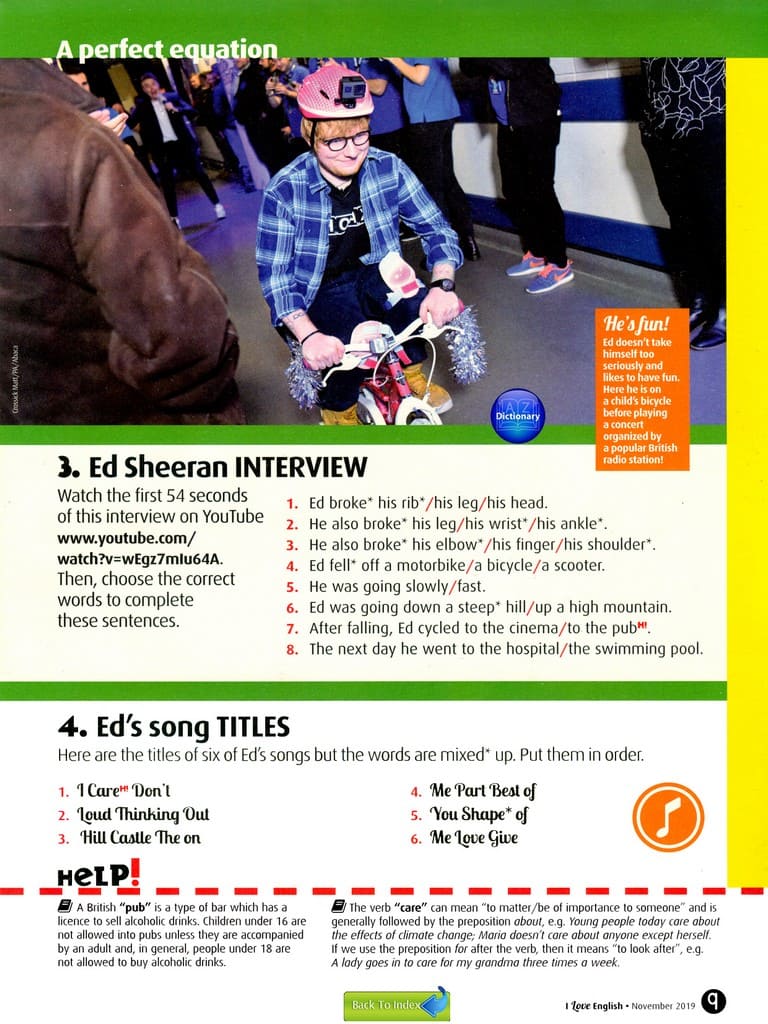 A perfect equation
Crosick Matt/PA/Abaca
He's fun!
Ed doesn't take
himself too
seriously and
likes to have fun.
Here he is on
a child's bicycle
before playing
a concert
organized by
a popular British
radio station!
A Z
Dictionary
3. Ed Sheeran INTERVIEW
Watch the first 54 seconds
of this interview on YouTube
www.youtube.com/
watch?v=wEgz7mlu64A.
Then, choose the correct
words to complete
these sentences.
1. Ed broke* his rib*/his leg/his head.
2. He also broke* his leg/his wrist*/his ankle*.
3. He also broke* his elbow*/his finger/his shoulder*.
4. Ed fell* off a motorbike/a bicycle/a scooter.
5. He was going slowly/fast.
6. Ed was going down a steep* hill/up a high mountain.
7. After falling, Ed cycled to the cinema/to the pubH!.
8. The next day he went to the hospital/the swimming pool.
4. Ed's song TITLES
Here are the titles of six of Ed's songs but the words are mixed* up. Put them in order.
1. I CareH! Don't
2. Loud Thinking Out
3. Hill Castle The on
4. Me Part Best of
5. You Shape* of
6. Me Love Give
HELP!
A British "pub" is a type of bar which has a
licence to sell alcoholic drinks. Children under 16 are
not allowed into pubs unless they are accompanied
by an adult and, in general, people under 18 are
not allowed to buy alcoholic drinks.
The verb "care" can mean "to matter/be of importance to someone" and is
generally followed by the preposition about, e.g. Young people today care about
the effects of climate change; Maria doesn't care about anyone except herself.
If we use the preposition for after the verb, then it means "to look after", e.g.
A lady goes in to care for my grandma three times a week.
Back To Index
I Love English • November 2019 9